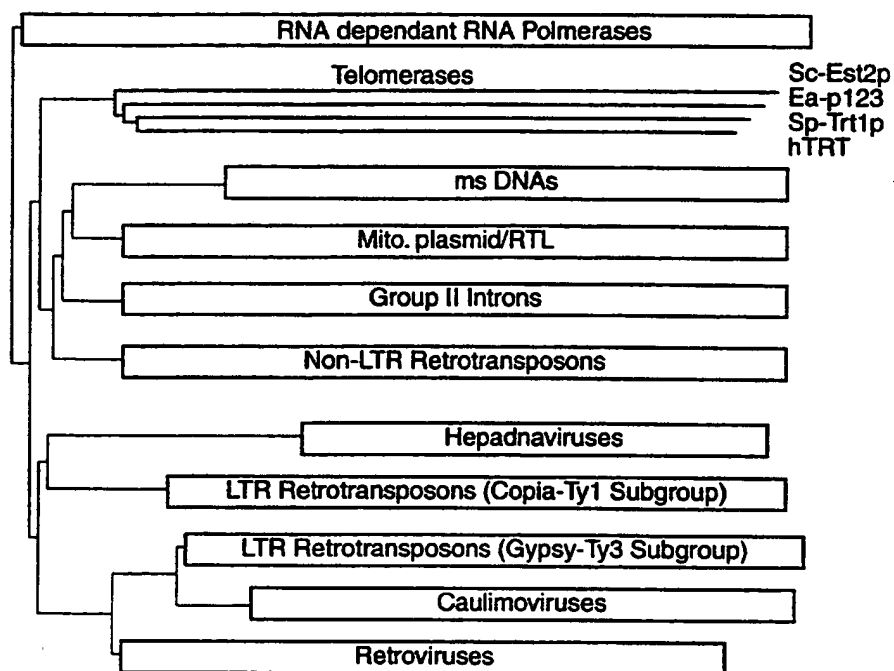 RNA dependant RNA Polmerases
Telomerases
Sc-Est2p
Ea-p123
Sp-Trt1p
hTRT
ms DNAs
Mito. plasmid/RTL
Group II Introns
Non-LTR Retrotransposons
Hepadnaviruses
LTR Retrotransposons (Copia-Ty1 Subgroup)
LTR Retrotransposons (Gypsy-Ty3 Subgroup)
Caulimoviruses
Retroviruses